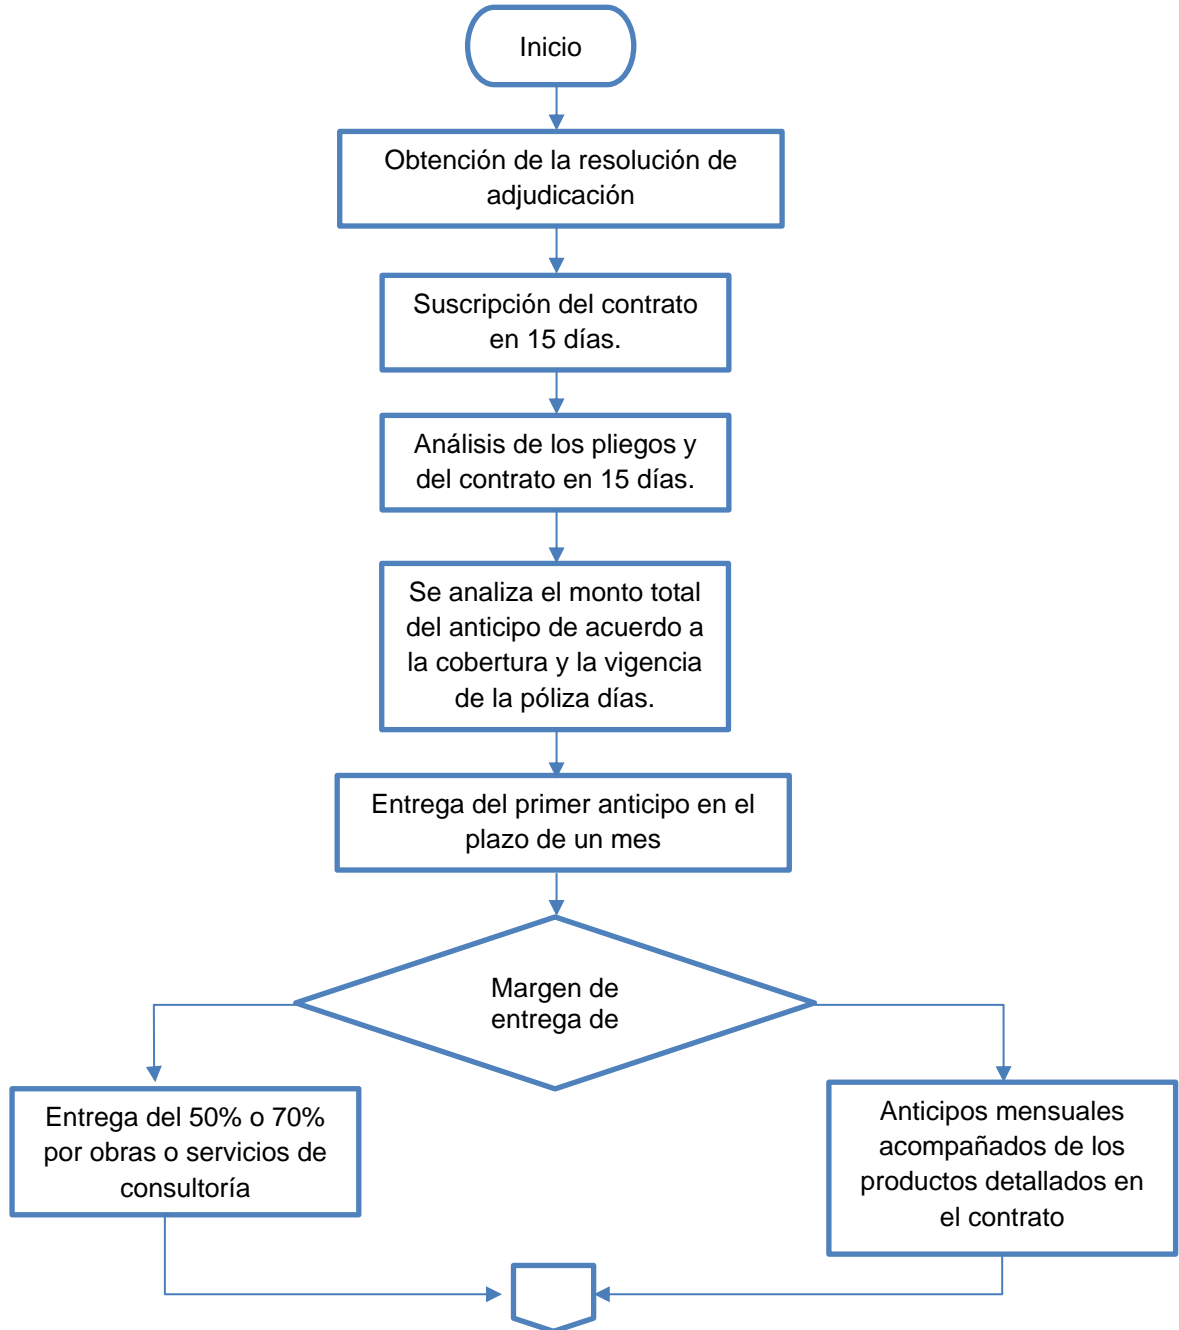 Inicio
Obtención de la resolución de
adjudicación
Suscripción del contrato
en 15 días.
Análisis de los pliegos y
del contrato en 15 días.
Se analiza el monto total
del anticipo de acuerdo a
la cobertura y la vigencia
de la póliza días.
Entrega del primer anticipo en el
plazo de un mes
Margen de
entrega de
Entrega del 50% o 70%
por obras o servicios de
consultoría
Anticipos mensuales
acompañados de los
productos detallados en
el contrato